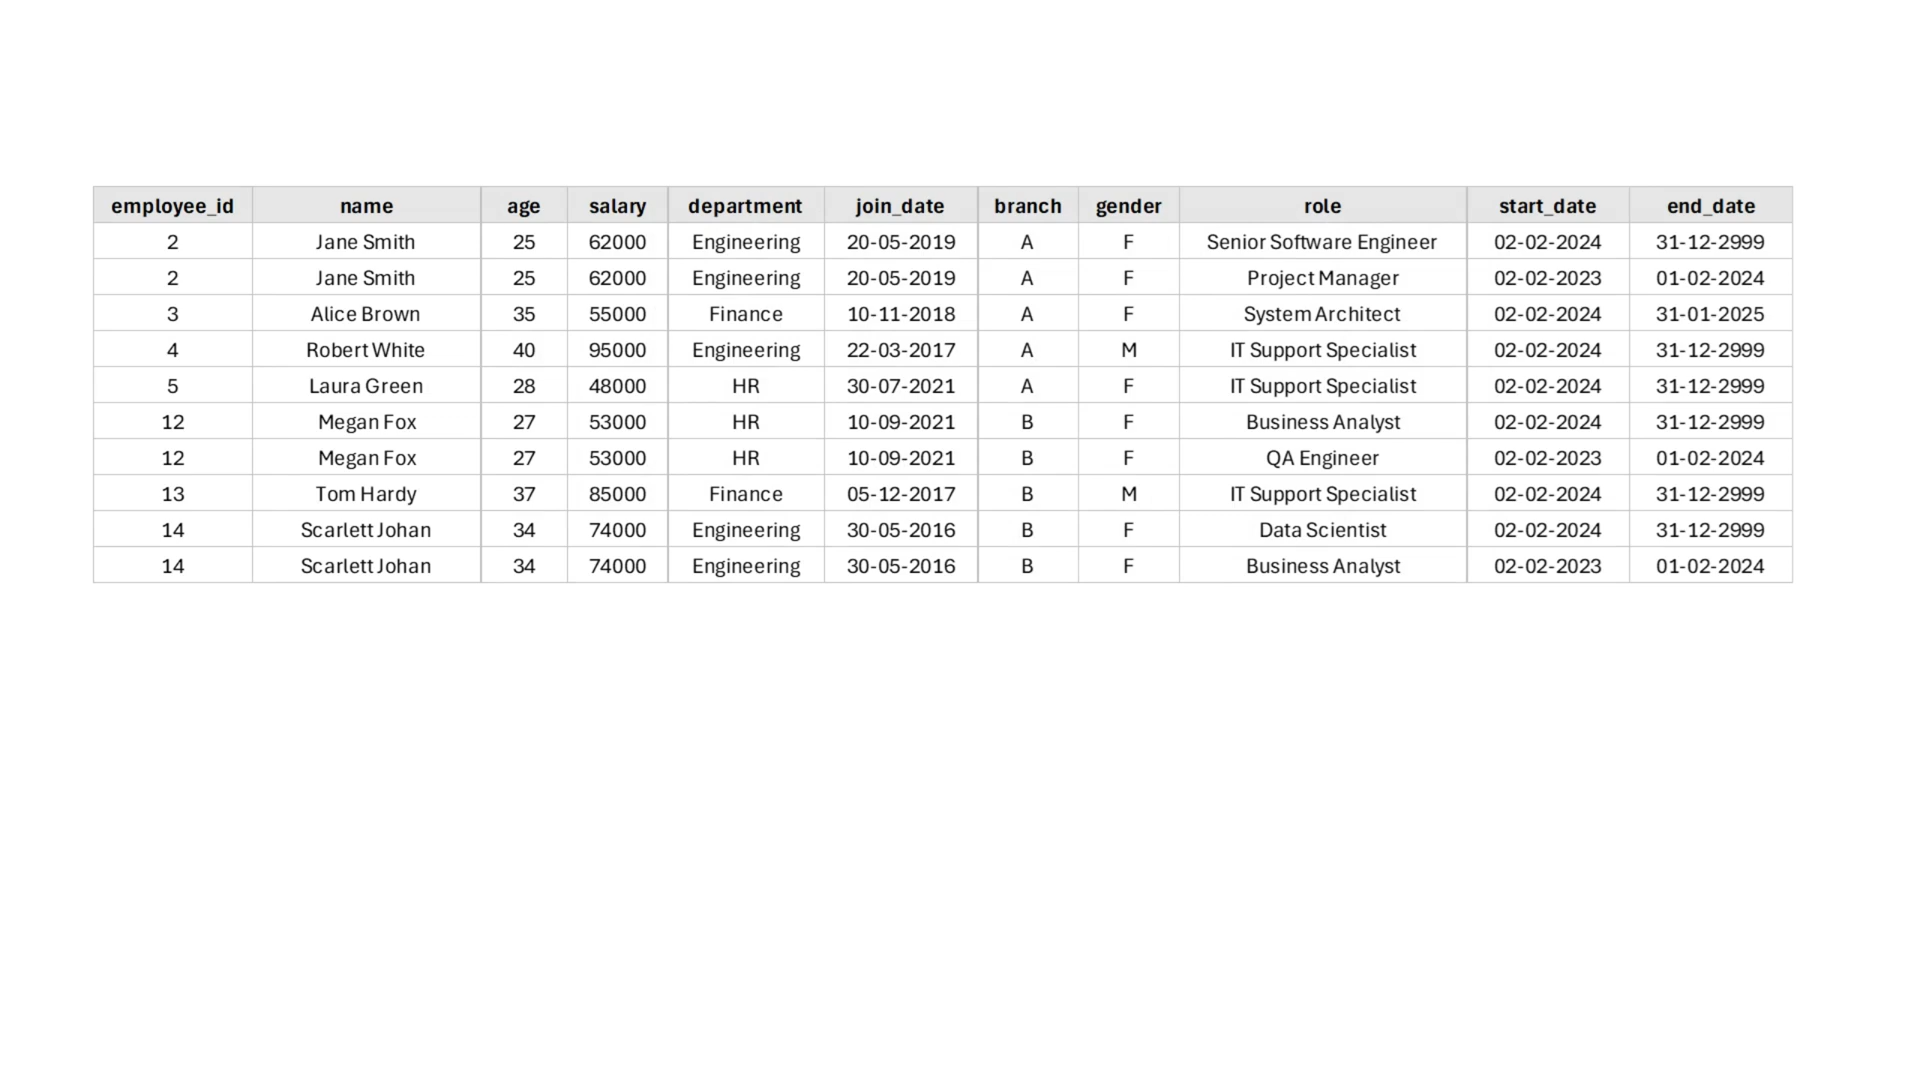 employee_id name age salary department join_date branch gender role start_date end_date
2 Jane Smith 25 62000 Engineering 20-05-2019 A F Senior Software Engineer 02-02-2024 31-12-2999
2 Jane Smith 25 62000 Engineering 20-05-2019 A F Project Manager 02-02-2023 01-02-2024
3 Alice Brown 35 55000 Finance 10-11-2018 A F System Architect 02-02-2024 31-01-2025
4 Robert White 40 95000 Engineering 22-03-2017 A M IT Support Specialist 02-02-2024 31-12-2999
5 Laura Green 28 48000 HR 30-07-2021 A F IT Support Specialist 02-02-2024 31-12-2999
12 Megan Fox 27 53000 HR 10-09-2021 B F Business Analyst 02-02-2024 31-12-2999
12 Megan Fox 27 53000 HR 10-09-2021 B F QA Engineer 02-02-2023 01-02-2024
13 Tom Hardy 37 85000 Finance 05-12-2017 B M IT Support Specialist 02-02-2024 31-12-2999
14 Scarlett Johan 34 74000 Engineering 30-05-2016 B F Data Scientist 02-02-2024 31-12-2999
14 Scarlett Johan 34 74000 Engineering 30-05-2016 B F Business Analyst 02-02-2023 01-02-2024